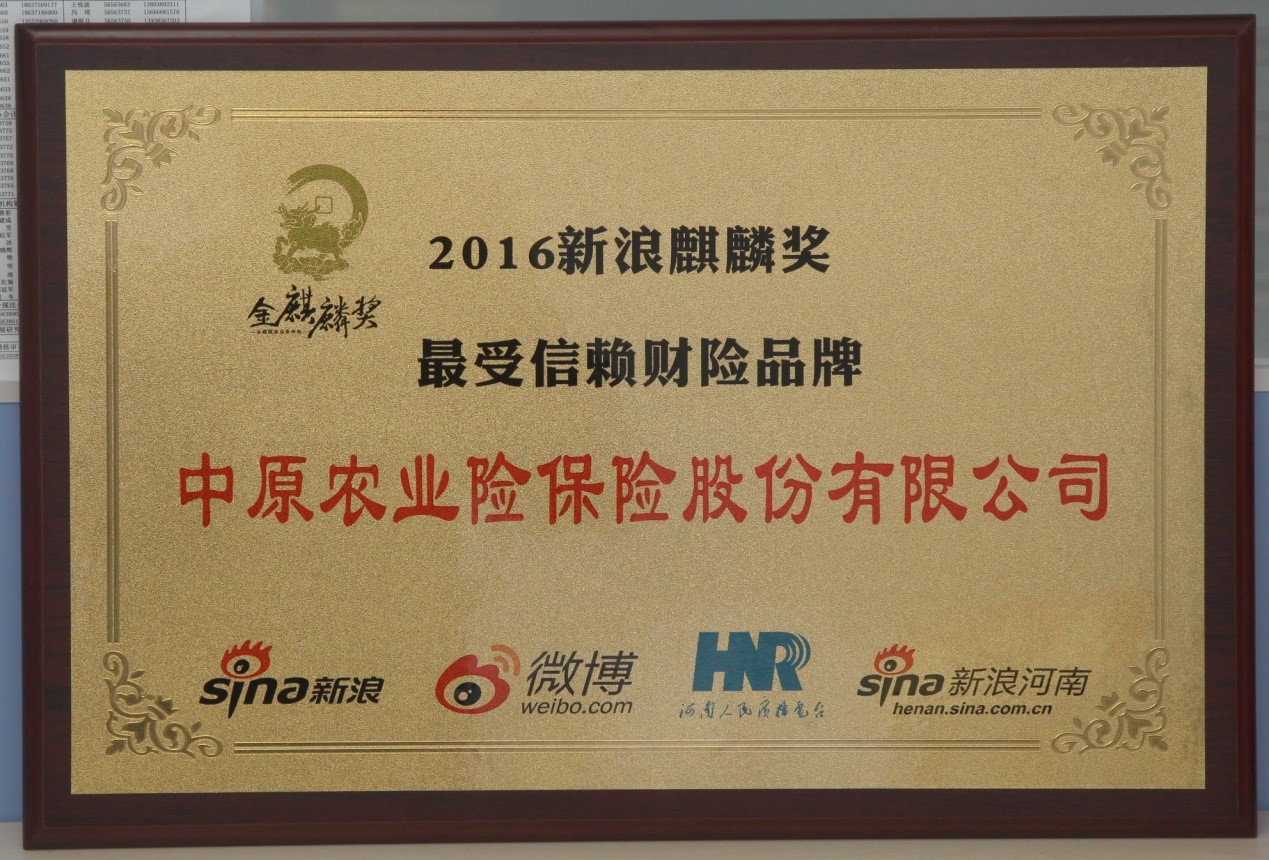 金麒麟奖
2016新浪麒麟奖
最受信赖财险品牌
中原农业险保险股份有限公司
sina新浪
微博
weibo.com
HNR
河南人民广播电台
sina新浪河南
henan.sina.com.cn